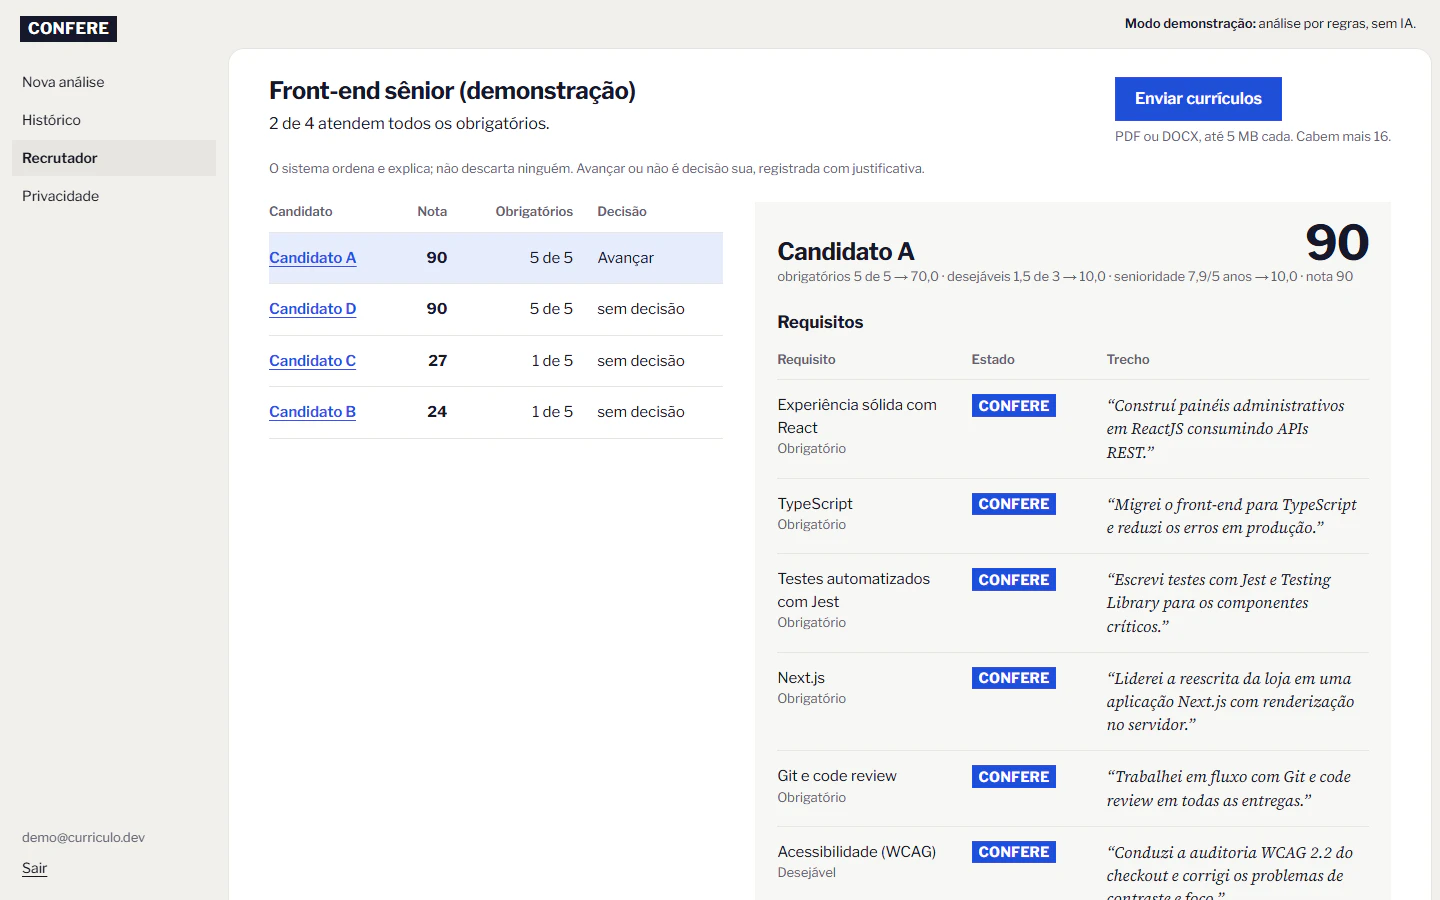 CONFERE
Modo demonstração: análise por regras, sem IA.
Nova análise
Histórico
Recrutador
Privacidade
demo@curriculo.dev
Sair
Front-end sênior (demonstração)
2 de 4 atendem todos os obrigatórios.
Enviar currículos
PDF ou DOCX, até 5 MB cada. Cabem mais 16.
O sistema ordena e explica; não descarta ninguém. Avançar ou não é decisão sua, registrada com justificativa.
Candidato Nota Obrigatórios Decisão
Candidato A 90 5 de 5 Avançar
Candidato D 90 5 de 5 sem decisão
Candidato C 27 1 de 5 sem decisão
Candidato B 24 1 de 5 sem decisão
Candidato A 90
obrigatórios 5 de 5 → 70,0 · desejáveis 1,5 de 3 → 10,0 · senioridade 7,9/5 anos → 10,0 · nota 90
Requisitos
Requisito Estado Trecho
Experiência sólida com CONFERE “Construí painéis administrativos
React em ReactJS consumindo APIs
Obrigatório REST.”
TypeScript CONFERE “Migrei o front-end para TypeScript
Obrigatório e reduzi os erros em produção.”
Testes automatizados CONFERE “Escrevi testes com Jest e Testing
com Jest Library para os componentes
Obrigatório críticos.”
Next.js CONFERE “Liderei a reescrita da loja em uma
Obrigatório aplicação Next.js com renderização
no servidor.”
Git e code review CONFERE “Trabalhei em fluxo com Git e code
Obrigatório review em todas as entregas.”
Acessibilidade (WCAG) CONFERE “Conduzi a auditoria WCAG 2.2 do
Desejável checkout e corrigi os problemas de
contraste e foco.”